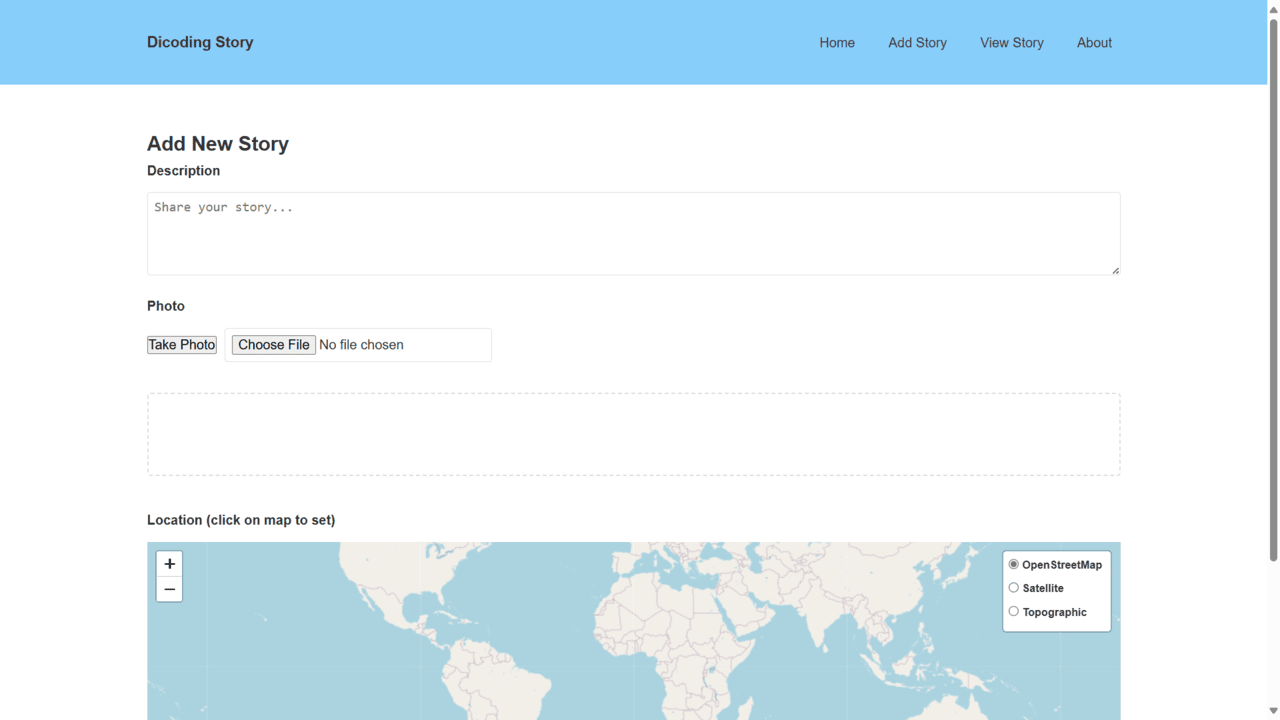 Dicoding Story
Home Add Story View Story About
Add New Story
Description
Share your story...
Photo
Take Photo Choose File No file chosen
Location (click on map to set)
+
−
OpenStreetMap
Satellite
Topographic